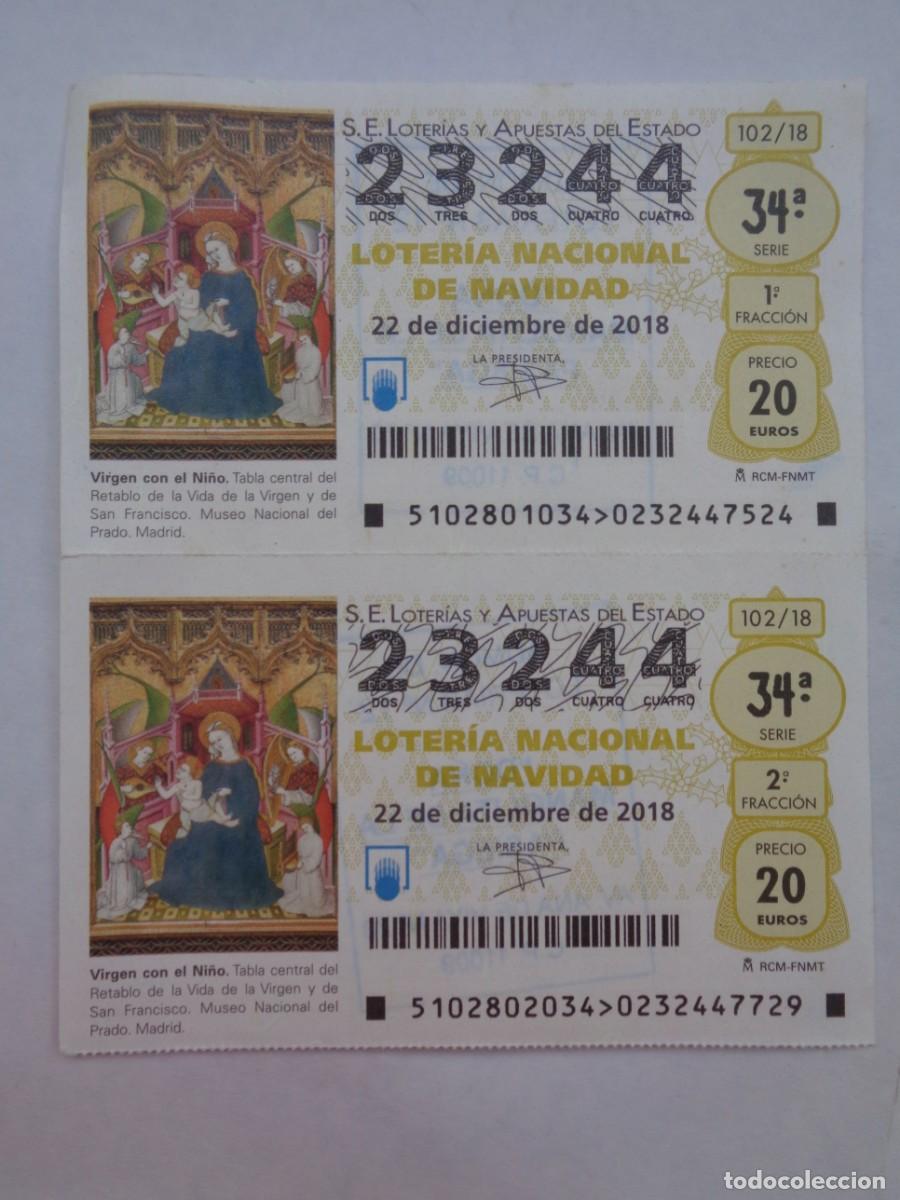 S.E. LOTERÍAS Y APUESTAS DEL ESTADO
102/18
23244
DOS TRES DOS CUATRO CUATRO
34ª
SERIE
LOTERÍA NACIONAL
DE NAVIDAD
1ª
FRACCIÓN
22 de diciembre de 2018
LA PRESIDENTA,
PRECIO
20
EUROS
RCM-FNMT
Virgen con el Niño. Tabla central del
Retablo de la Vida de la Virgen y de
San Francisco. Museo Nacional del
Prado. Madrid.
5102801034>0232447524
S.E. LOTERÍAS Y APUESTAS DEL ESTADO
102/18
23244
DOS TRES DOS CUATRO CUATRO
34ª
SERIE
LOTERÍA NACIONAL
DE NAVIDAD
2ª
FRACCIÓN
22 de diciembre de 2018
LA PRESIDENTA,
PRECIO
20
EUROS
RCM-FNMT
Virgen con el Niño. Tabla central del
Retablo de la Vida de la Virgen y de
San Francisco. Museo Nacional del
Prado. Madrid.
5102802034>0232447729
todocoleccion